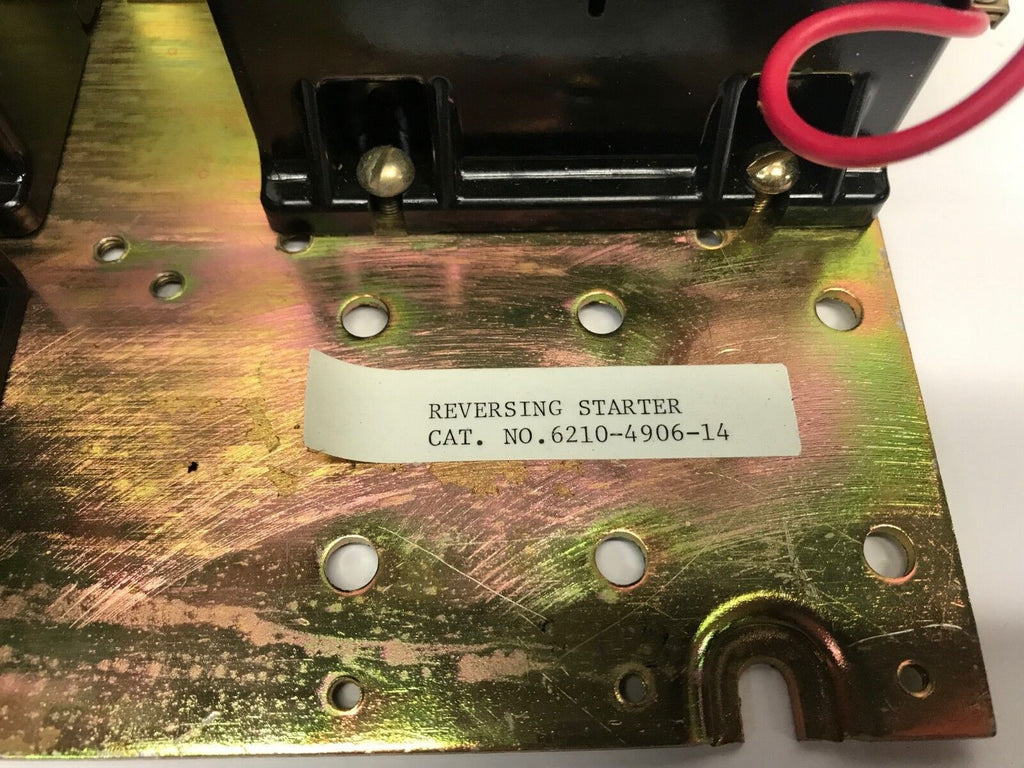 REVERSING STARTER
CAT. NO.6210-4906-14